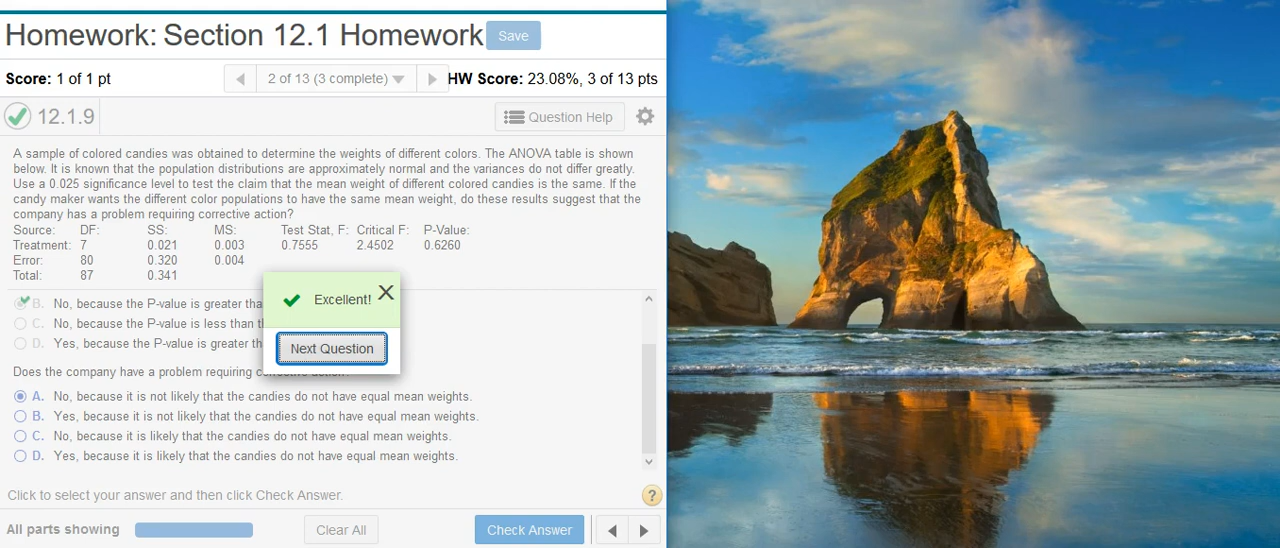 Homework: Section 12.1 Homework Save
Score: 1 of 1 pt 2 of 13 (3 complete) HW Score: 23.08%, 3 of 13 pts
12.1.9 Question Help
A sample of colored candies was obtained to determine the weights of different colors. The ANOVA table is shown
below. It is known that the population distributions are approximately normal and the variances do not differ greatly.
Use a 0.025 significance level to test the claim that the mean weight of different colored candies is the same. If the
candy maker wants the different color populations to have the same mean weight, do these results suggest that the
company has a problem requiring corrective action?
Source: DF: SS: MS: Test Stat, F: Critical F: P-Value:
Treatment: 7 0.021 0.003 0.7555 2.4502 0.6260
Error: 80 0.320 0.004
Total: 87 0.341
B. No, because the P-value is greater tha
C. No, because the P-value is less than t
D. Yes, because the P-value is greater th
Excellent!
Next Question
Does the company have a problem requiring
A. No, because it is not likely that the candies do not have equal mean weights.
B. Yes, because it is not likely that the candies do not have equal mean weights.
C. No, because it is likely that the candies do not have equal mean weights.
D. Yes, because it is likely that the candies do not have equal mean weights.
Click to select your answer and then click Check Answer.
?
All parts showing Clear All Check Answer